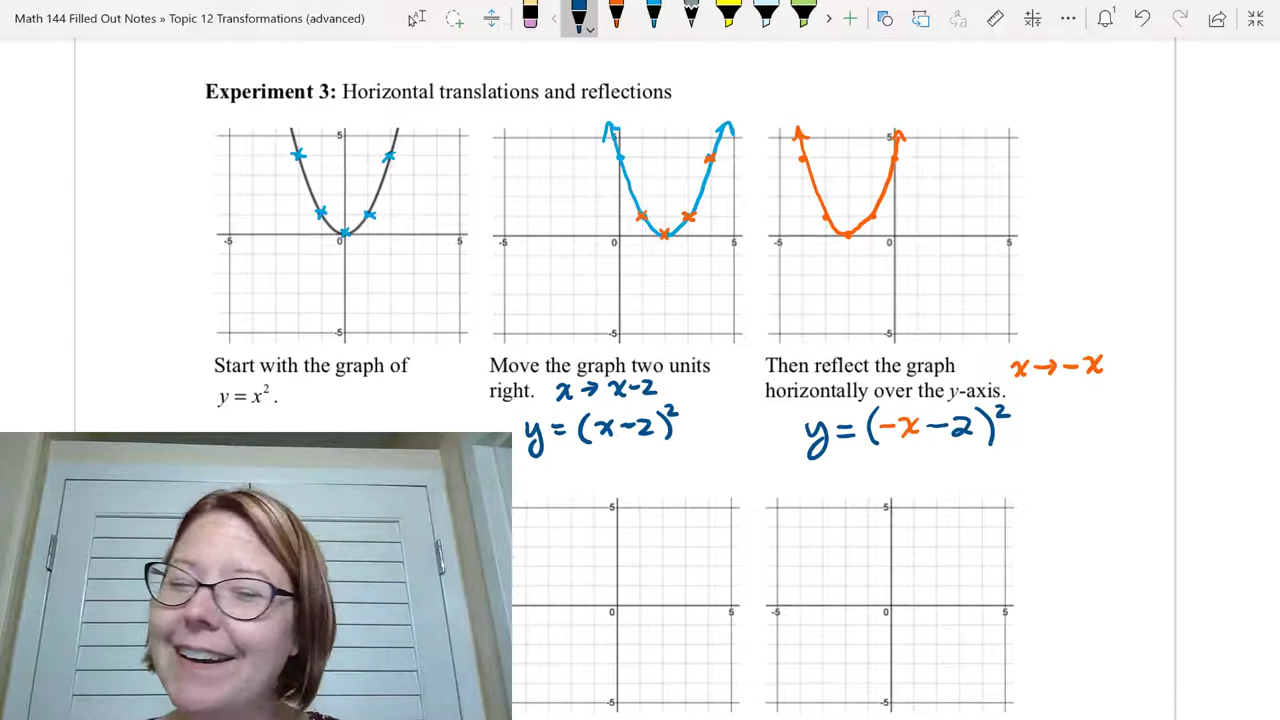 Math 144 Filled Out Notes » Topic 12 Transformations (advanced)
Experiment 3: Horizontal translations and reflections
5
-5
0
5
-5
5
-5
0
5
-5
5
-5
0
5
-5
Start with the graph of
y = x².
Move the graph two units
right. x → x-2
y = (x-2)²
Then reflect the graph
horizontally over the y-axis.
x → -x
y = (-x-2)²
5
0
5
-5
5
-5
0
5
-5